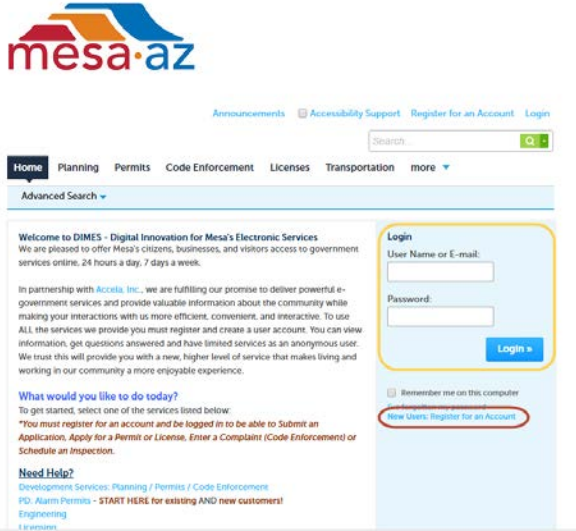 mesa·az
Announcements Accessibility Support Register for an Account Login
Search...
Home Planning Permits Code Enforcement Licenses Transportation more
Advanced Search
Welcome to DIMES - Digital Innovation for Mesa's Electronic Services
We are pleased to offer Mesa's citizens, businesses, and visitors access to government
services online, 24 hours a day, 7 days a week.
In partnership with Accela, Inc., we are fulfilling our promise to deliver powerful e-
government services and provide valuable information about the community while
making your interactions with us more efficient, convenient, and interactive. To use
ALL the services we provide you must register and create a user account. You can view
information, get questions answered and have limited services as an anonymous user.
We trust this will provide you with a new, higher level of service that makes living and
working in our community a more enjoyable experience.
What would you like to do today?
To get started, select one of the services listed below:
*You must register for an account and be logged in to be able to Submit an
Application, Apply for a Permit or License, Enter a Complaint (Code Enforcement) or
Schedule an Inspection.
Need Help?
Development Services: Planning / Permits / Code Enforcement
PD: Alarm Permits - START HERE for existing AND new customers!
Engineering
Licensing
Login
User Name or E-mail:
Password:
Login »
Remember me on this computer
I've forgotten my password
New Users: Register for an Account